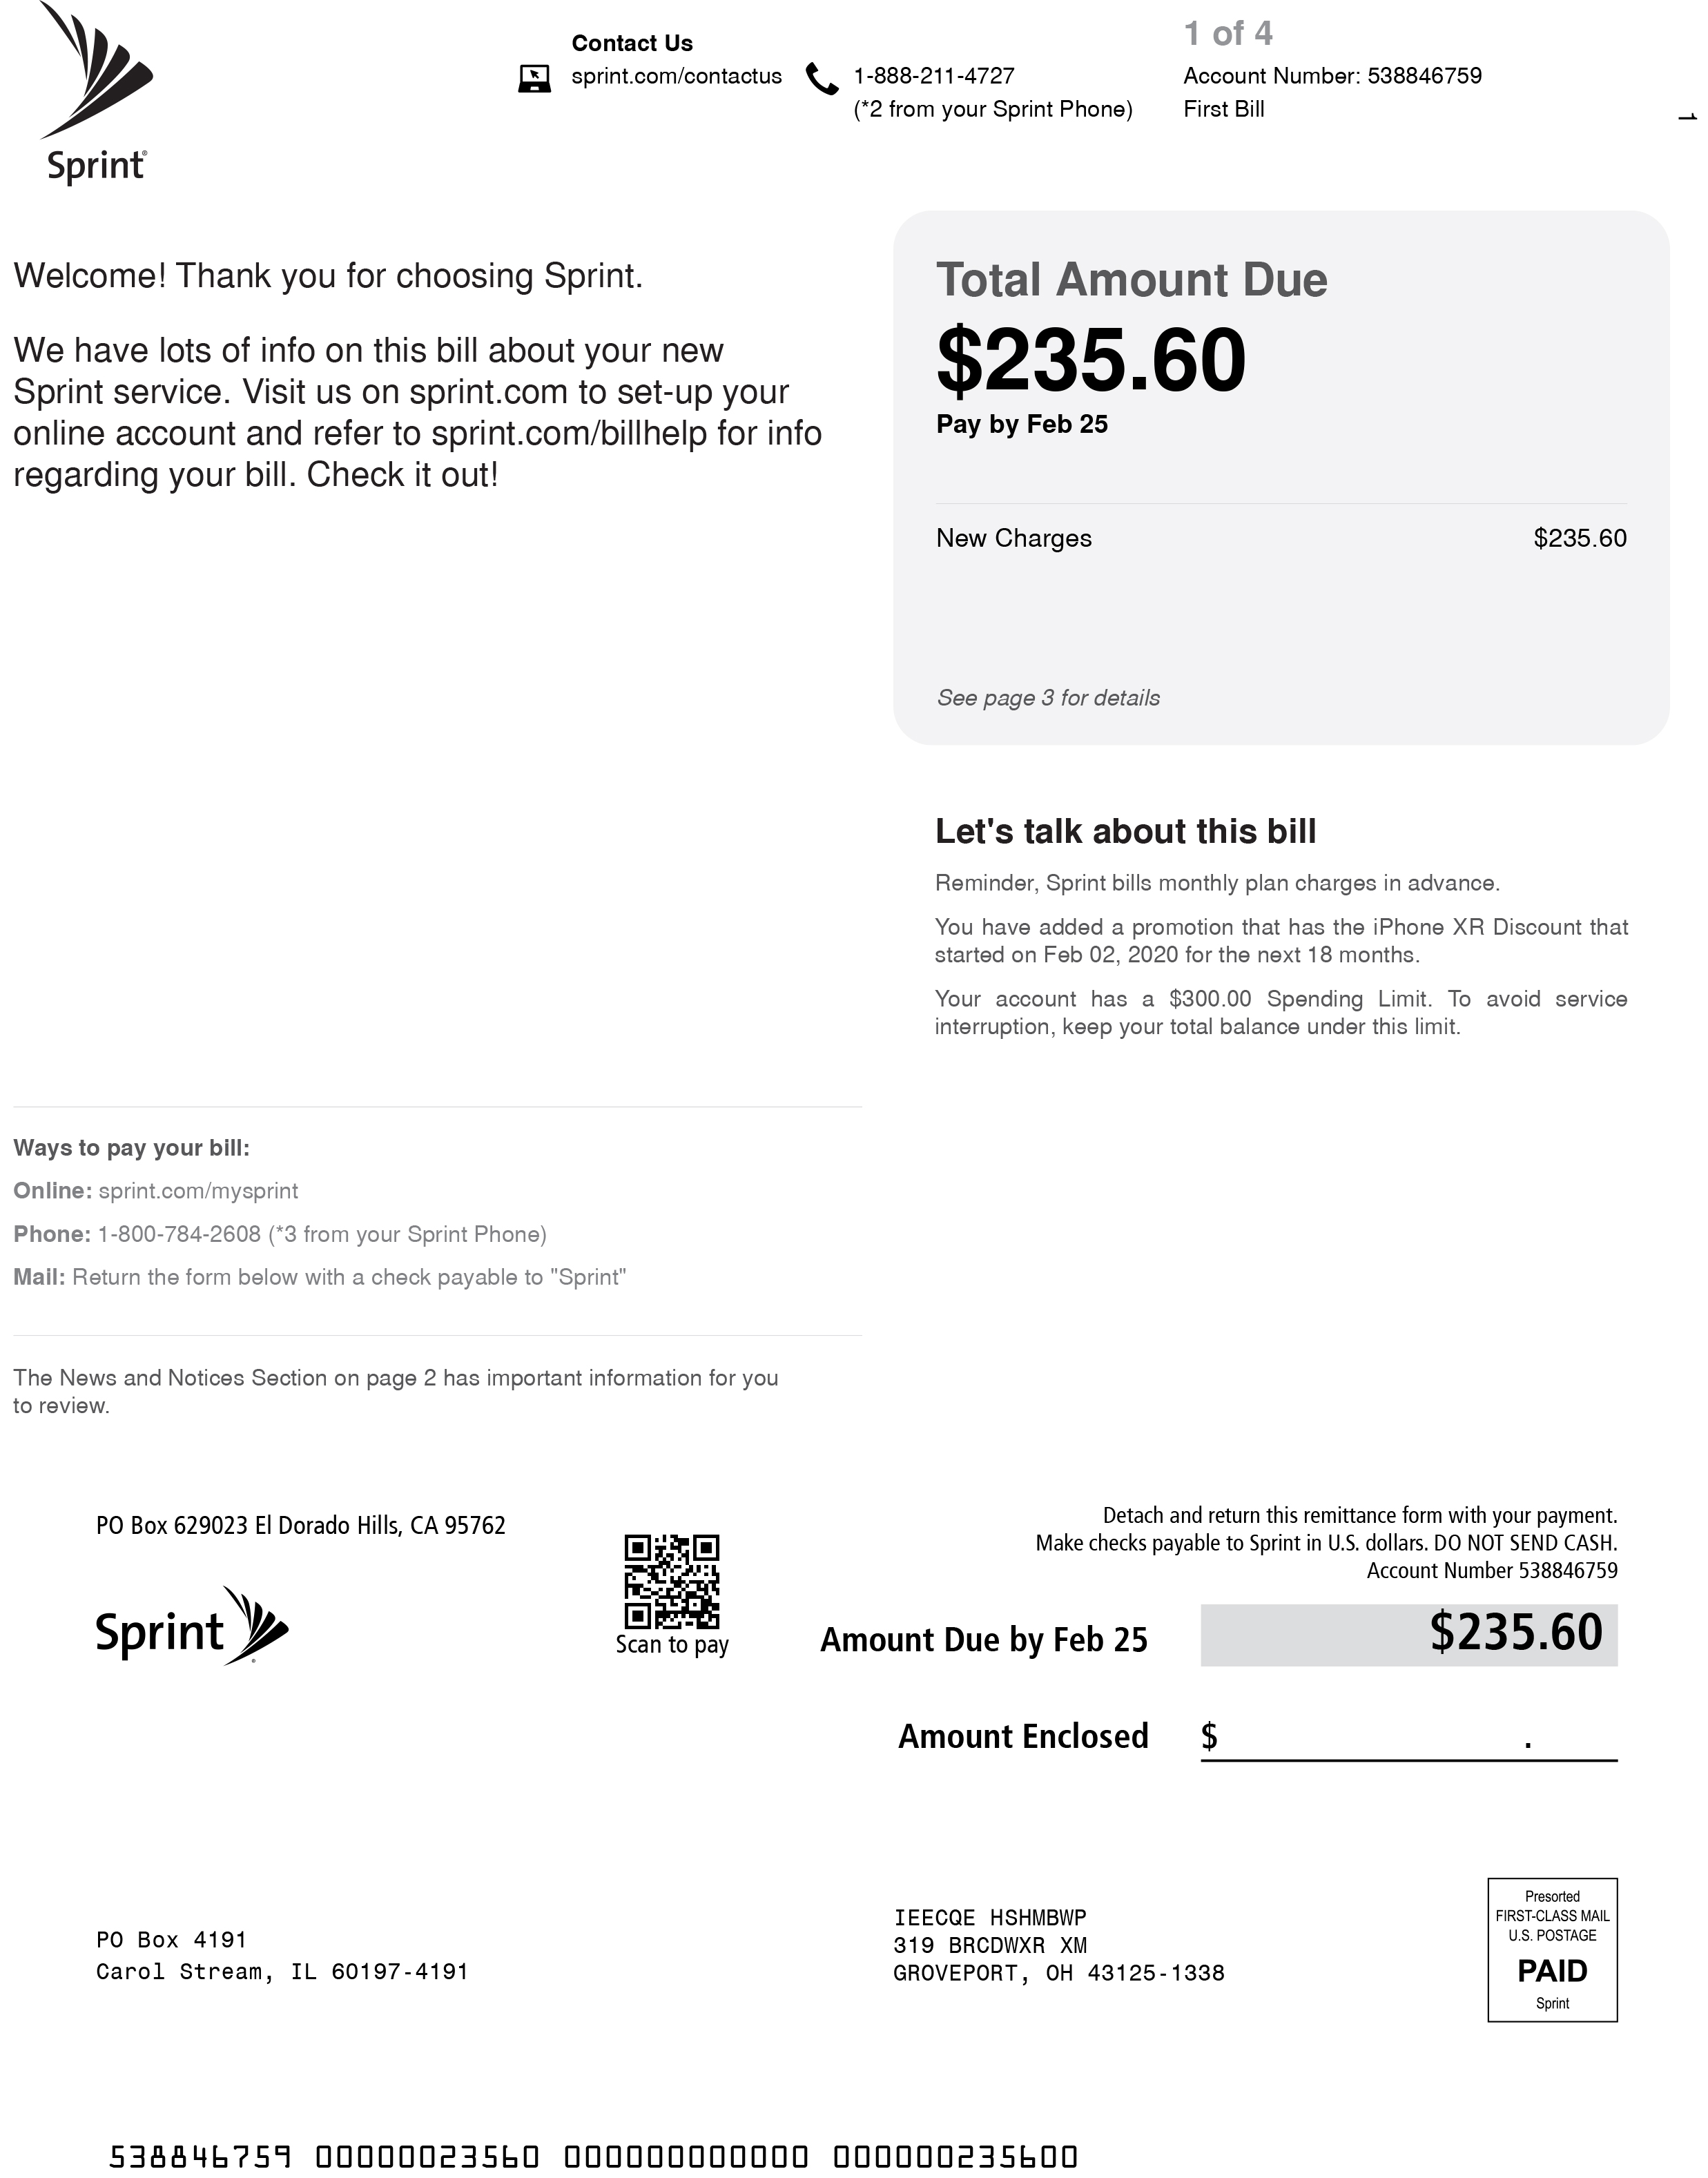 Sprint
Contact Us
sprint.com/contactus
1-888-211-4727
(*2 from your Sprint Phone)
1 of 4
Account Number: 538846759
First Bill
1
Welcome! Thank you for choosing Sprint.
We have lots of info on this bill about your new
Sprint service. Visit us on sprint.com to set-up your
online account and refer to sprint.com/billhelp for info
regarding your bill. Check it out!
Total Amount Due
$235.60
Pay by Feb 25
New Charges $235.60
See page 3 for details
Let's talk about this bill
Reminder, Sprint bills monthly plan charges in advance.
You have added a promotion that has the iPhone XR Discount that
started on Feb 02, 2020 for the next 18 months.
Your account has a $300.00 Spending Limit. To avoid service
interruption, keep your total balance under this limit.
Ways to pay your bill:
Online: sprint.com/mysprint
Phone: 1-800-784-2608 (*3 from your Sprint Phone)
Mail: Return the form below with a check payable to "Sprint"
The News and Notices Section on page 2 has important information for you
to review.
PO Box 629023 El Dorado Hills, CA 95762
Sprint
Scan to pay
Detach and return this remittance form with your payment.
Make checks payable to Sprint in U.S. dollars. DO NOT SEND CASH.
Account Number 538846759
Amount Due by Feb 25 $235.60
Amount Enclosed $ .
PO Box 4191
Carol Stream, IL 60197-4191
IEECQE HSHMBWP
319 BRCDWXR XM
GROVEPORT, OH 43125-1338
Presorted
FIRST-CLASS MAIL
U.S. POSTAGE
PAID
Sprint
538846759 00000023560 000000000000 000000235600